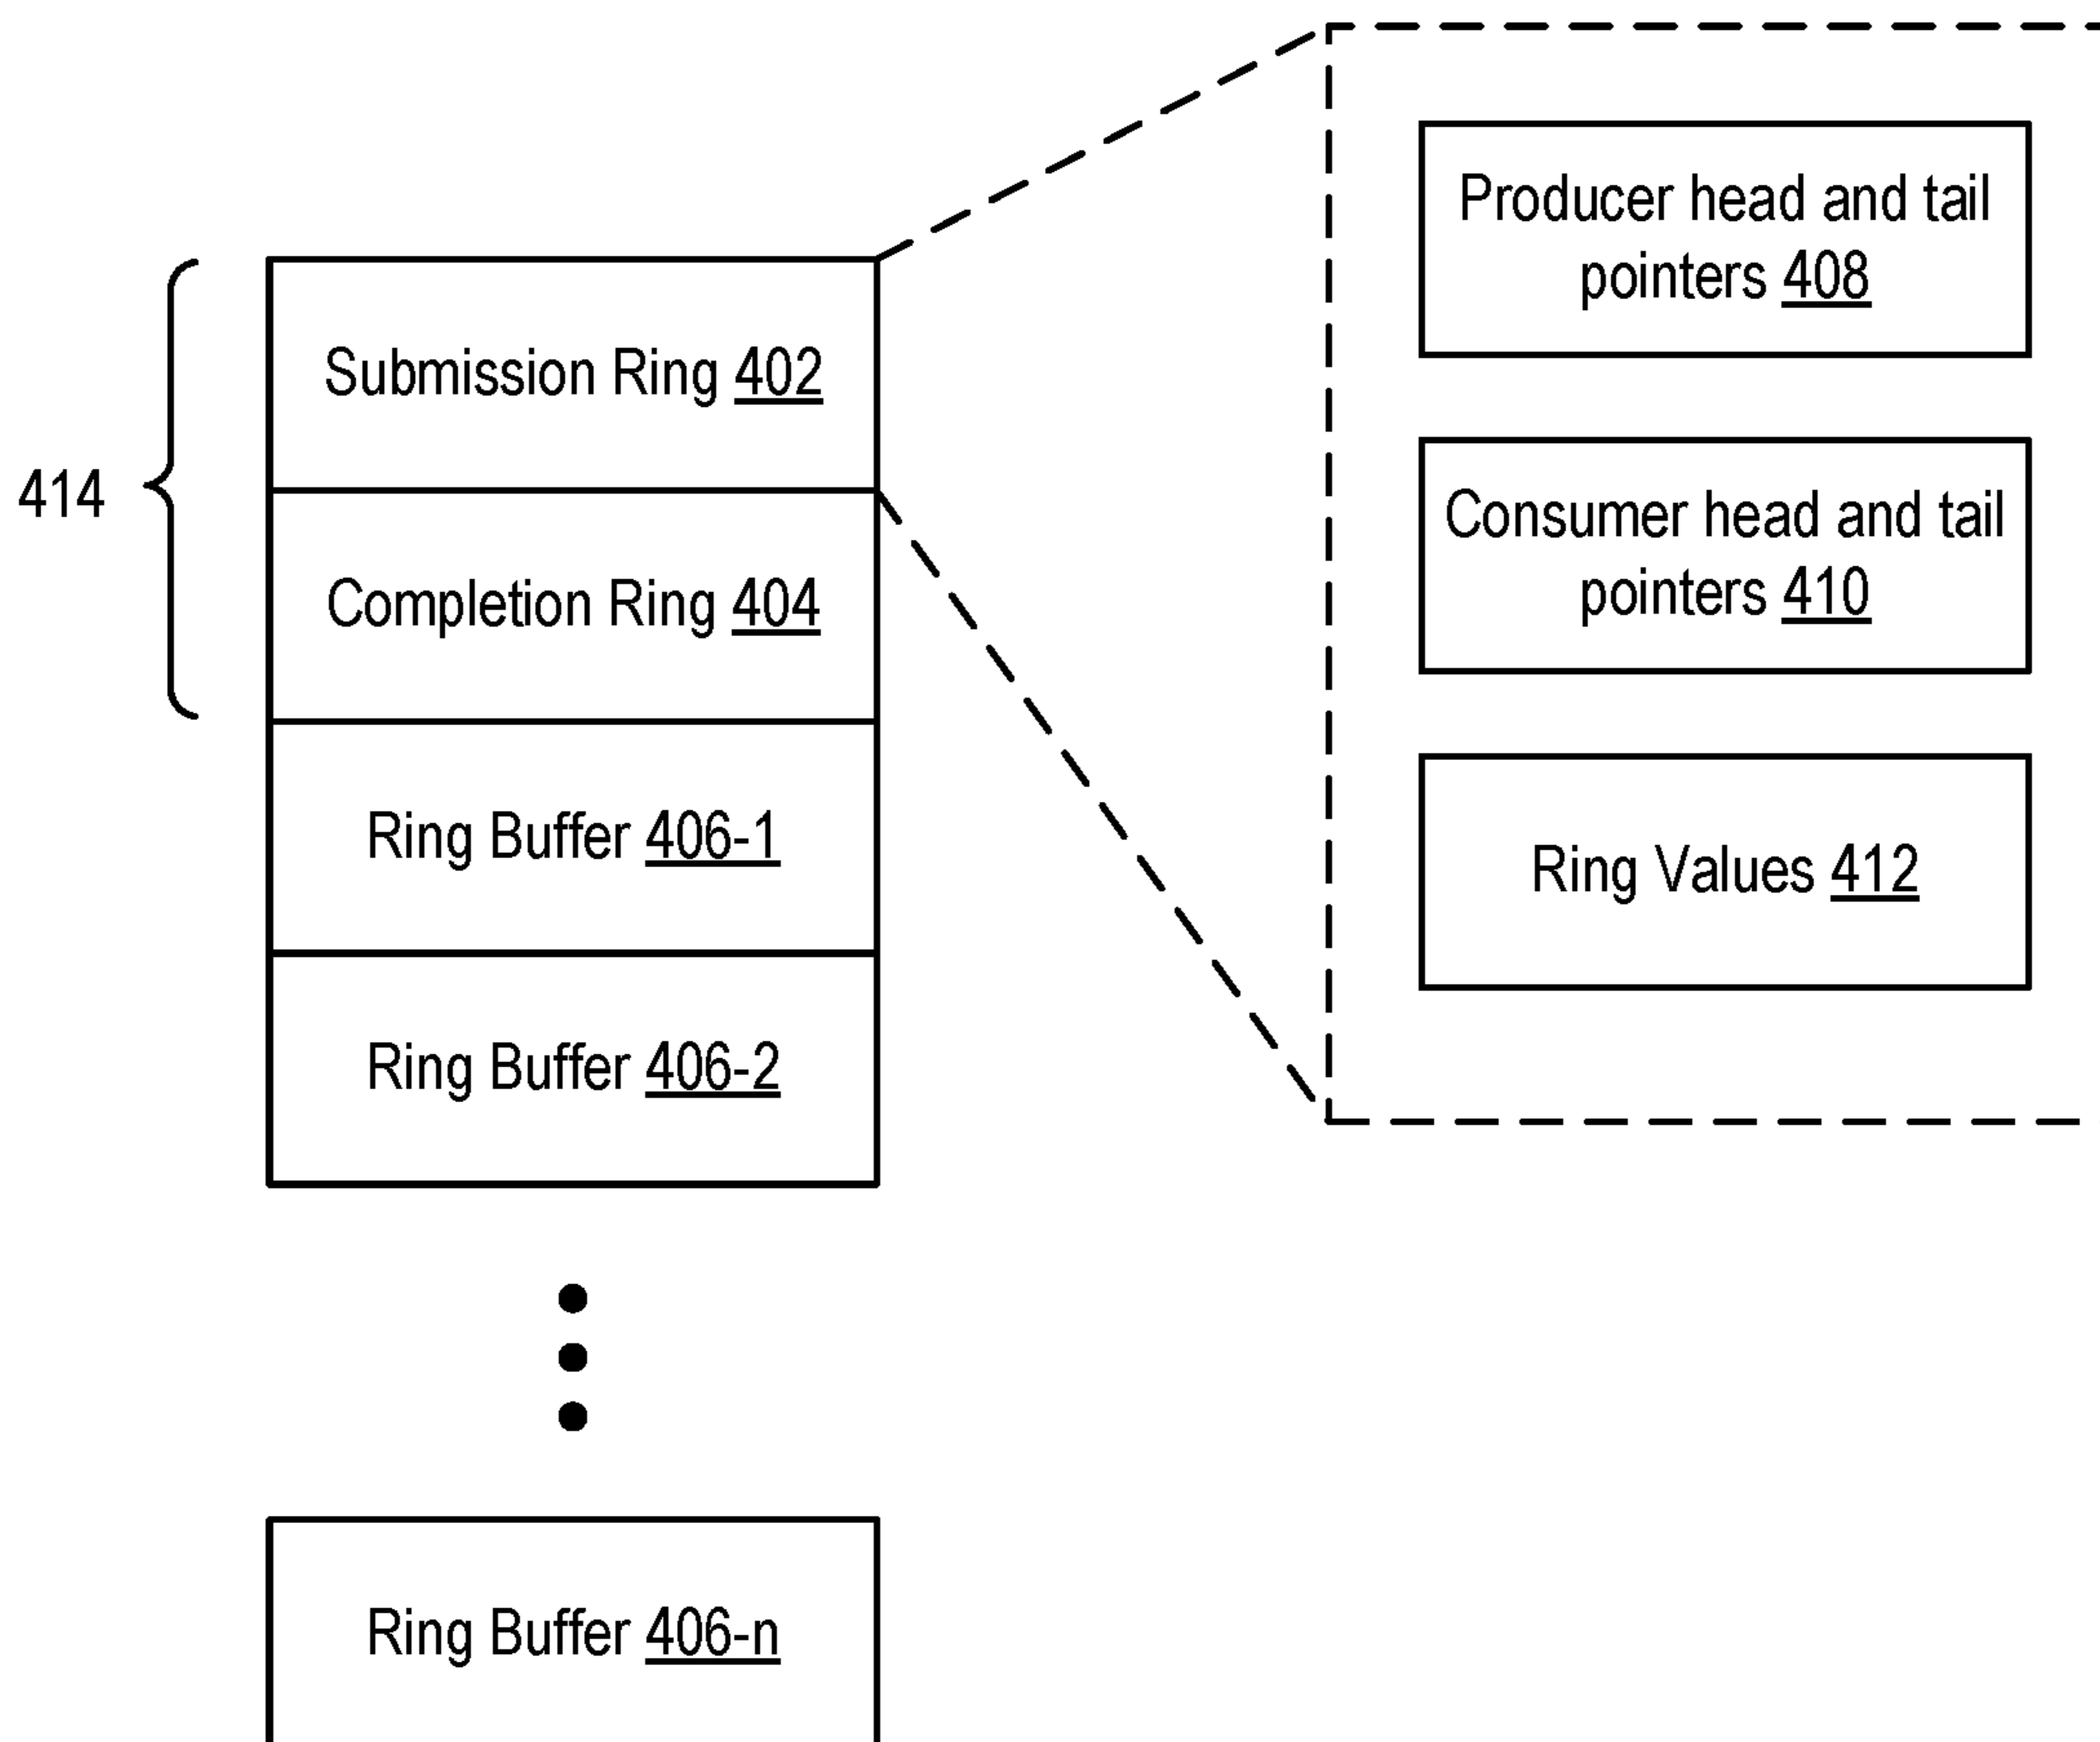 Producer head and tail
pointers 408
Submission Ring 402
414
Consumer head and tail
pointers 410
Completion Ring 404
Ring Buffer 406-1
Ring Values 412
Ring Buffer 406-2
Ring Buffer 406-n